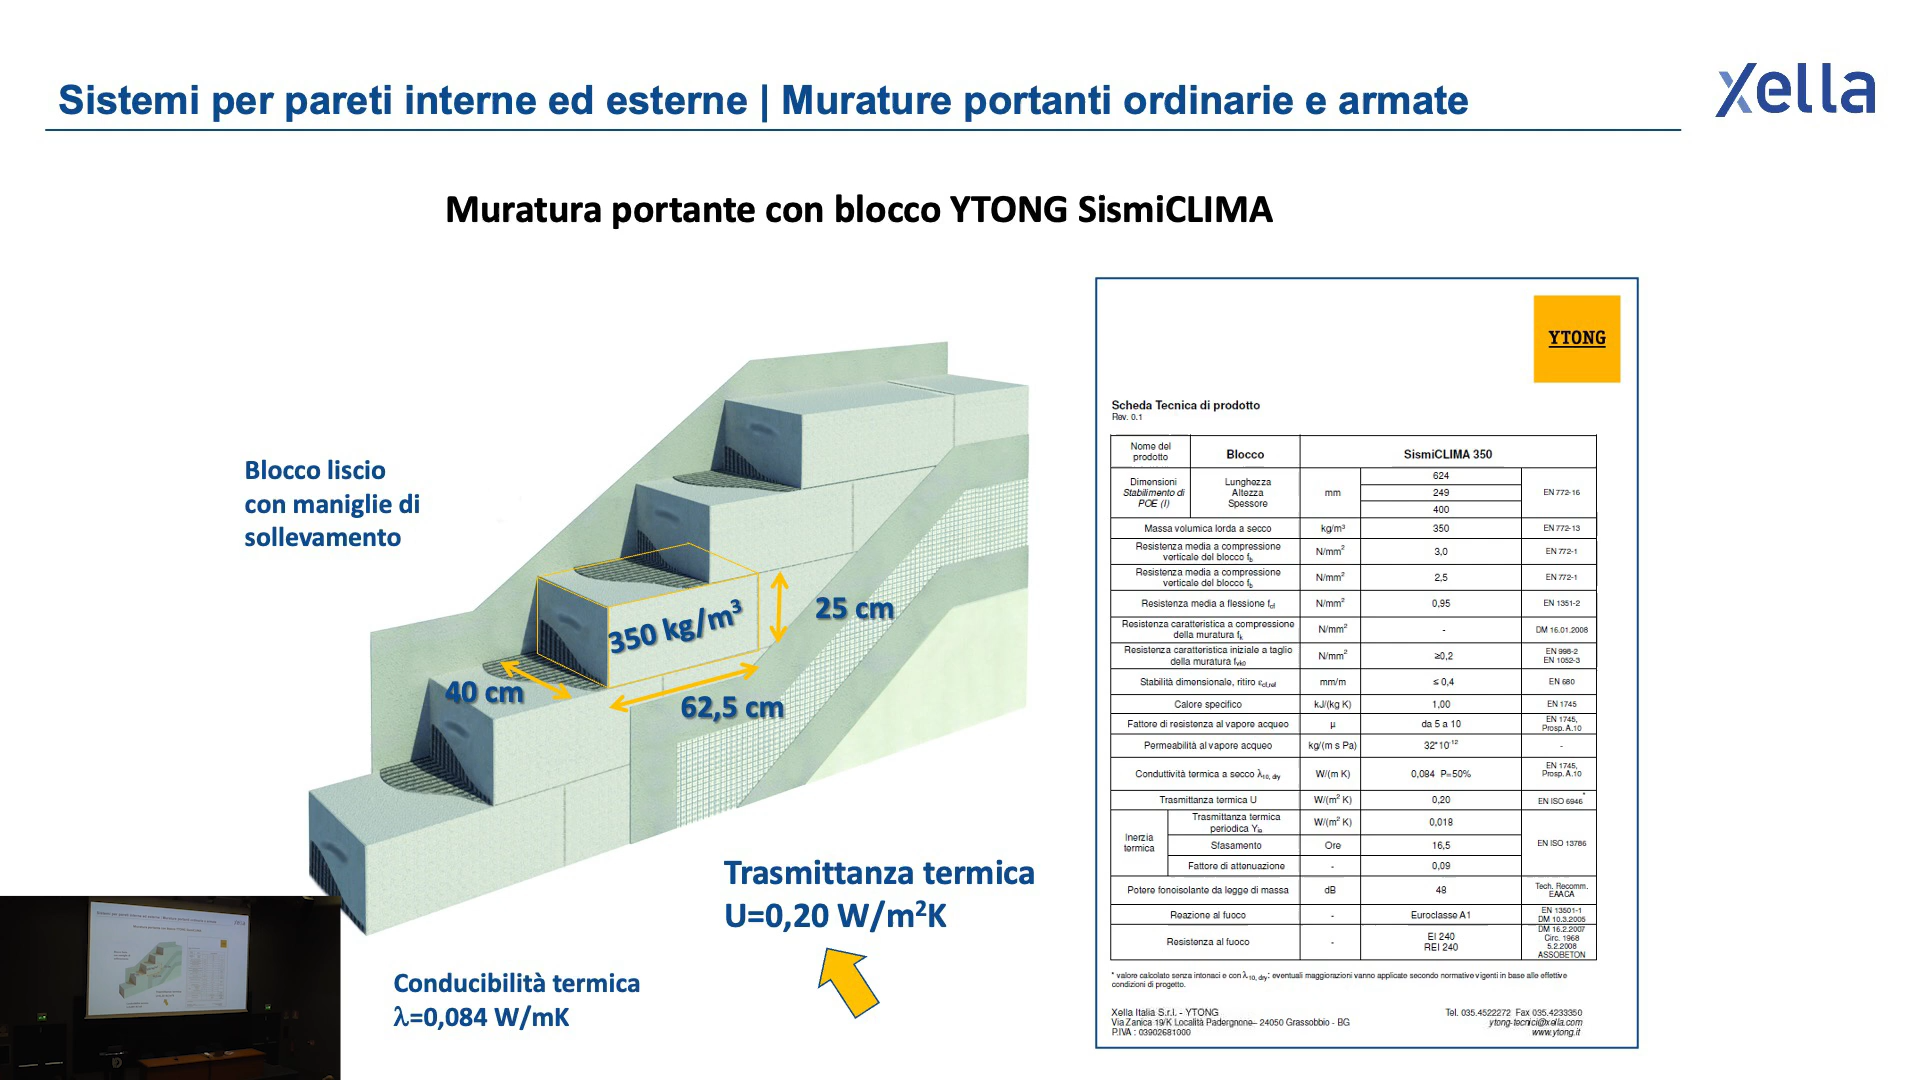 Sistemi per pareti interne ed esterne | Murature portanti ordinarie e armate
xella
Muratura portante con blocco YTONG SismiCLIMA
Blocco liscio
con maniglie di
sollevamento
350 kg/m³
25 cm
40 cm
62,5 cm
Trasmittanza termica
U=0,20 W/m²K
Conducibilità termica
λ=0,084 W/mK
YTONG
Scheda Tecnica di prodotto
Rev. 0.1
Nome del prodotto Blocco SismiCLIMA 350
Dimensioni Stabilimento di POE (I) Lunghezza Altezza Spessore mm 624 249 400 EN 772-16
Massa volumica lorda a secco kg/m³ 350 EN 772-13
Resistenza media a compressione verticale del blocco fb N/mm² 3,0 EN 772-1
Resistenza media a compressione verticale del blocco fb N/mm² 2,5 EN 772-1
Resistenza media a flessione fcf N/mm² 0,95 EN 1351-2
Resistenza caratteristica a compressione della muratura fk N/mm² - DM 16.01.2008
Resistenza caratteristica iniziale a taglio della muratura fvk0 N/mm² ≥0,2 EN 998-2 EN 1052-3
Stabilità dimensionale, ritiro εcf,ref mm/m ≤ 0,4 EN 680
Calore specifico kJ/(kg K) 1,00 EN 1745
Fattore di resistenza al vapore acqueo μ da 5 a 10 EN 1745, Prosp. A.10
Permeabilità al vapore acqueo kg/(m s Pa) 32*10⁻¹² -
Conduttività termica a secco λ10, dry W/(m K) 0,084 P=50% EN 1745, Prosp. A.10
Trasmittanza termica U W/(m² K) 0,20 EN ISO 6946*
Inerzia termica Trasmittanza termica periodica Yie W/(m² K) 0,018 EN ISO 13786
Sfasamento Ore 16,5
Fattore di attenuazione - 0,09
Potere fonoisolante da legge di massa dB 48 Tech. Recomm. EAACA
Reazione al fuoco - Euroclasse A1 EN 13501-1 DM 10.3.2005
Resistenza al fuoco - EI 240 REI 240 DM 16.2.2007 Circ. 1968 5.2.2008 ASSOBETON
* valore calcolato senza intonaci e con λ10, dry; eventuali maggiorazioni vanno applicate secondo normative vigenti in base alle effettive
condizioni di progetto.
Xella Italia S.r.l. - YTONG Tel. 035.4522272 Fax 035.4233350
Via Zanica 19/K Località Padergnone– 24050 Grassobbio - BG ytong-tecnici@xella.com
P.IVA : 03902681000 www.ytong.it